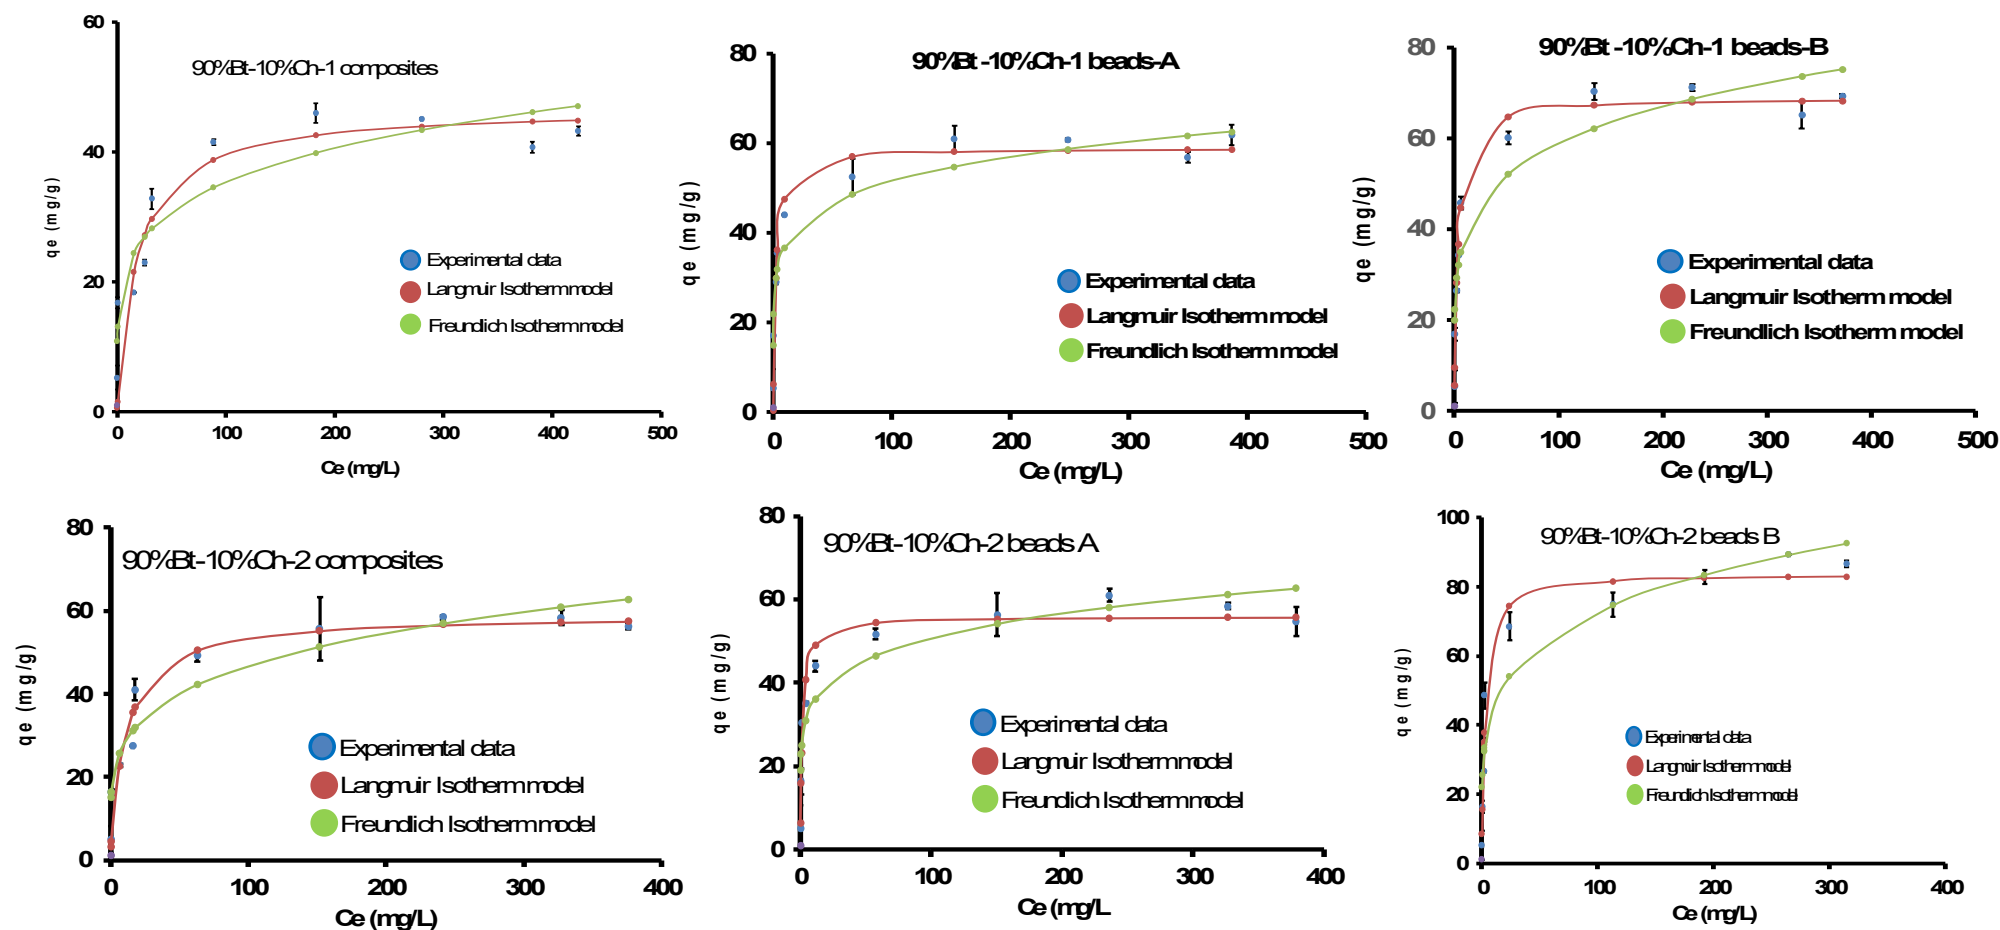 90%Bt-10%Ch-1 composites
60
40
20
0
qe (mg/g)
0 100 200 300 400 500
Ce (mg/L)
Experimental data
Langmuir Isotherm model
Freundlich Isotherm model
90%Bt -10%Ch-1 beads-A
80
60
40
20
0
qe (mg/g)
0 100 200 300 400 500
Ce (mg/L)
Experimental data
Langmuir Isotherm model
Freundlich Isotherm model
90%Bt -10%Ch-1 beads-B
80
60
40
20
0
qe (mg/g)
0 100 200 300 400 500
Ce (mg/L)
Experimental data
Langmuir Isotherm model
Freundlich Isotherm model
90%Bt-10%Ch-2 composites
80
60
40
20
0
qe (mg/g)
0 100 200 300 400
Ce (mg/L)
Experimental data
Langmuir Isotherm model
Freundlich Isotherm model
90%Bt-10%Ch-2 beads A
80
60
40
20
0
qe (mg/g)
0 100 200 300 400
Ce (mg/L
Experimental data
Langmuir Isotherm model
Freundlich Isotherm model
90%Bt-10%Ch-2 beads B
100
80
60
40
20
0
qe (mg/g)
0 100 200 300 400
Ce (mg/L)
Experimental data
Langmuir Isotherm model
Freundlich Isotherm model